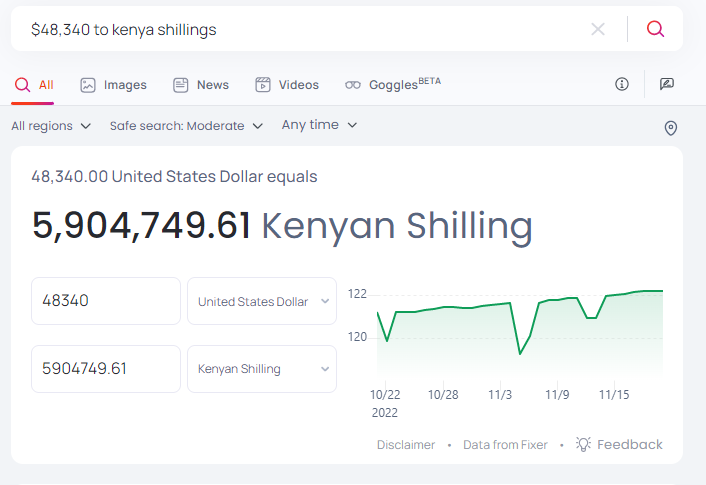 $48,340 to kenya shillings
All Images News Videos Goggles BETA
All regions Safe search: Moderate Any time
48,340.00 United States Dollar equals
5,904,749.61 Kenyan Shilling
48340 United States Dollar
5904749.61 Kenyan Shilling
122
120
10/22 10/28 11/3 11/9 11/15
2022
Disclaimer • Data from Fixer • Feedback